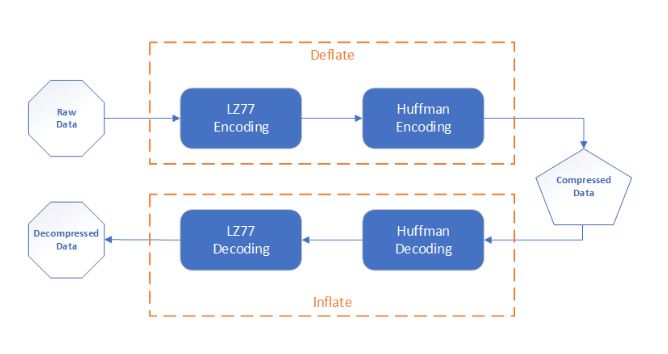 Deflate
Raw
Data
LZ77
Encoding
Huffman
Encoding
Compressed
Data
Decompressed
Data
LZ77
Decoding
Huffman
Decoding
Inflate